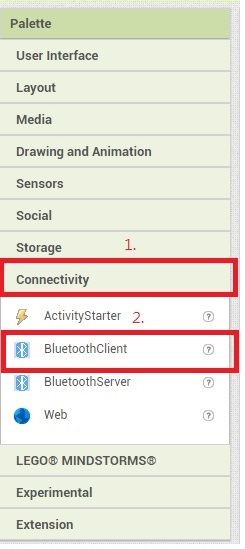 Palette
User Interface
Layout
Media
Drawing and Animation
Sensors
Social
Storage
1.
Connectivity
ActivityStarter
2.
BluetoothClient
BluetoothServer
Web
LEGO® MINDSTORMS®
Experimental
Extension